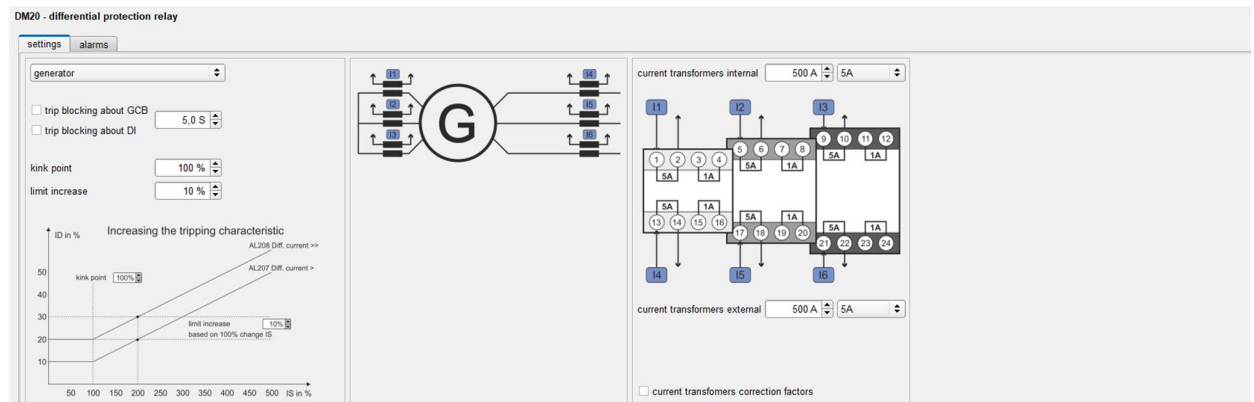 DM20 - differential protection relay
settings
alarms
generator
trip blocking about GCB
5,0 S
trip blocking about DI
kink point
100 %
limit increase
10 %
ID in %
Increasing the tripping characteristic
AL208 Diff. current >>
AL207 Diff. current >
kink point 100%
limit increase 10%
based on 100% change IS
50
40
30
20
10
50 100 150 200 250 300 350 400 450 500 IS in %
I1
I4
I2
I5
I3
I6
G
current transformers internal 500 A 5A
I1 I2 I3
9 10 11 12
5 6 7 8
5A 1A
1 2 3 4
5A 1A
5A 1A
5A 1A
13 14 15 16
5A 1A
17 18 19 20
5A 1A
21 22 23 24
I4 I5 I6
current transformers external 500 A 5A
current transfomers correction factors